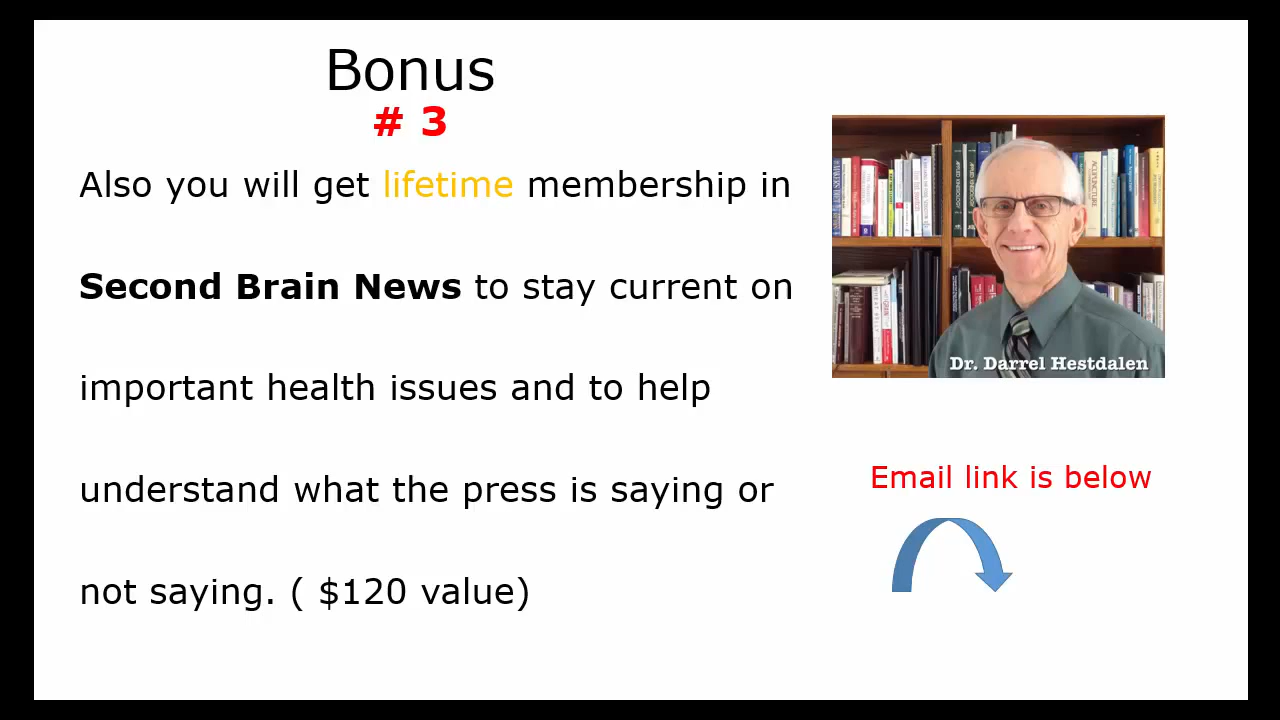 Bonus
# 3
Also you will get lifetime membership in
Second Brain News to stay current on
important health issues and to help
understand what the press is saying or
not saying. ( $120 value)
Dr. Darrel Hestdalen
Email link is below